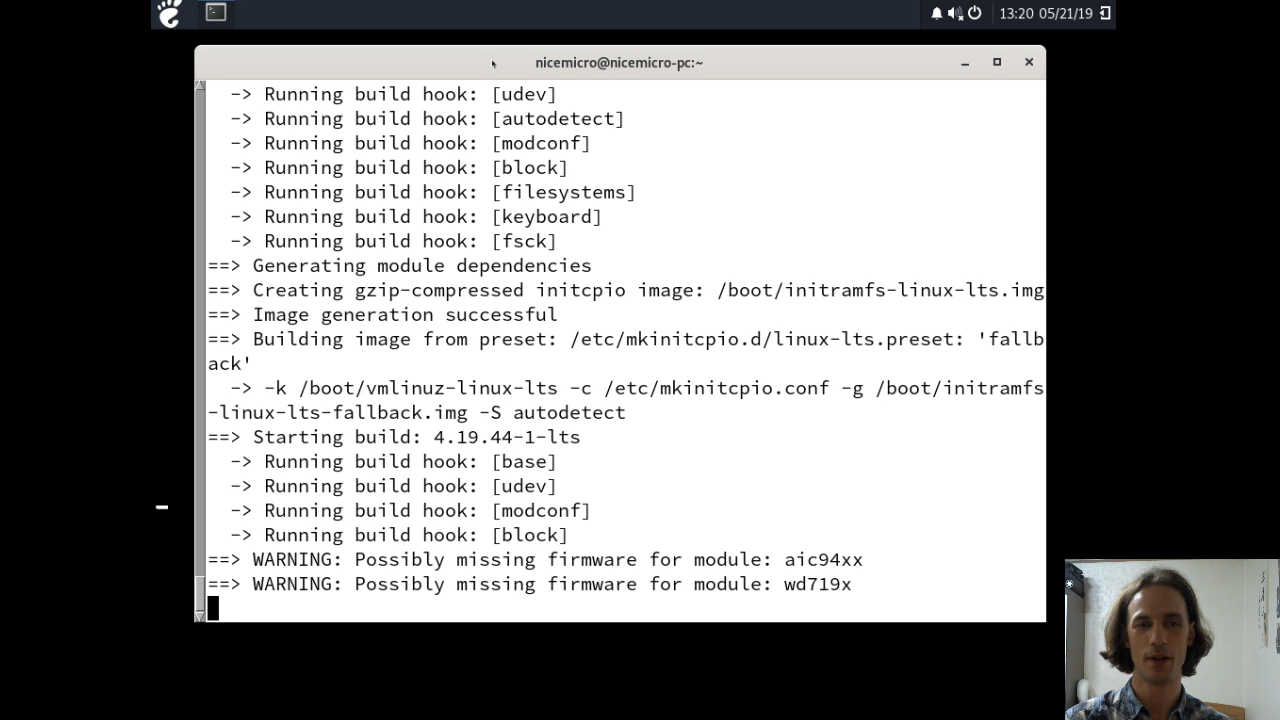 13:20 05/21/19
nicemicro@nicemicro-pc:~
-> Running build hook: [udev]
-> Running build hook: [autodetect]
-> Running build hook: [modconf]
-> Running build hook: [block]
-> Running build hook: [filesystems]
-> Running build hook: [keyboard]
-> Running build hook: [fsck]
==> Generating module dependencies
==> Creating gzip-compressed initcpio image: /boot/initramfs-linux-lts.img
==> Image generation successful
==> Building image from preset: /etc/mkinitcpio.d/linux-lts.preset: 'fallb
ack'
-> -k /boot/vmlinuz-linux-lts -c /etc/mkinitcpio.conf -g /boot/initramfs
-linux-lts-fallback.img -S autodetect
==> Starting build: 4.19.44-1-lts
-> Running build hook: [base]
-> Running build hook: [udev]
-> Running build hook: [modconf]
-> Running build hook: [block]
==> WARNING: Possibly missing firmware for module: aic94xx
==> WARNING: Possibly missing firmware for module: wd719x